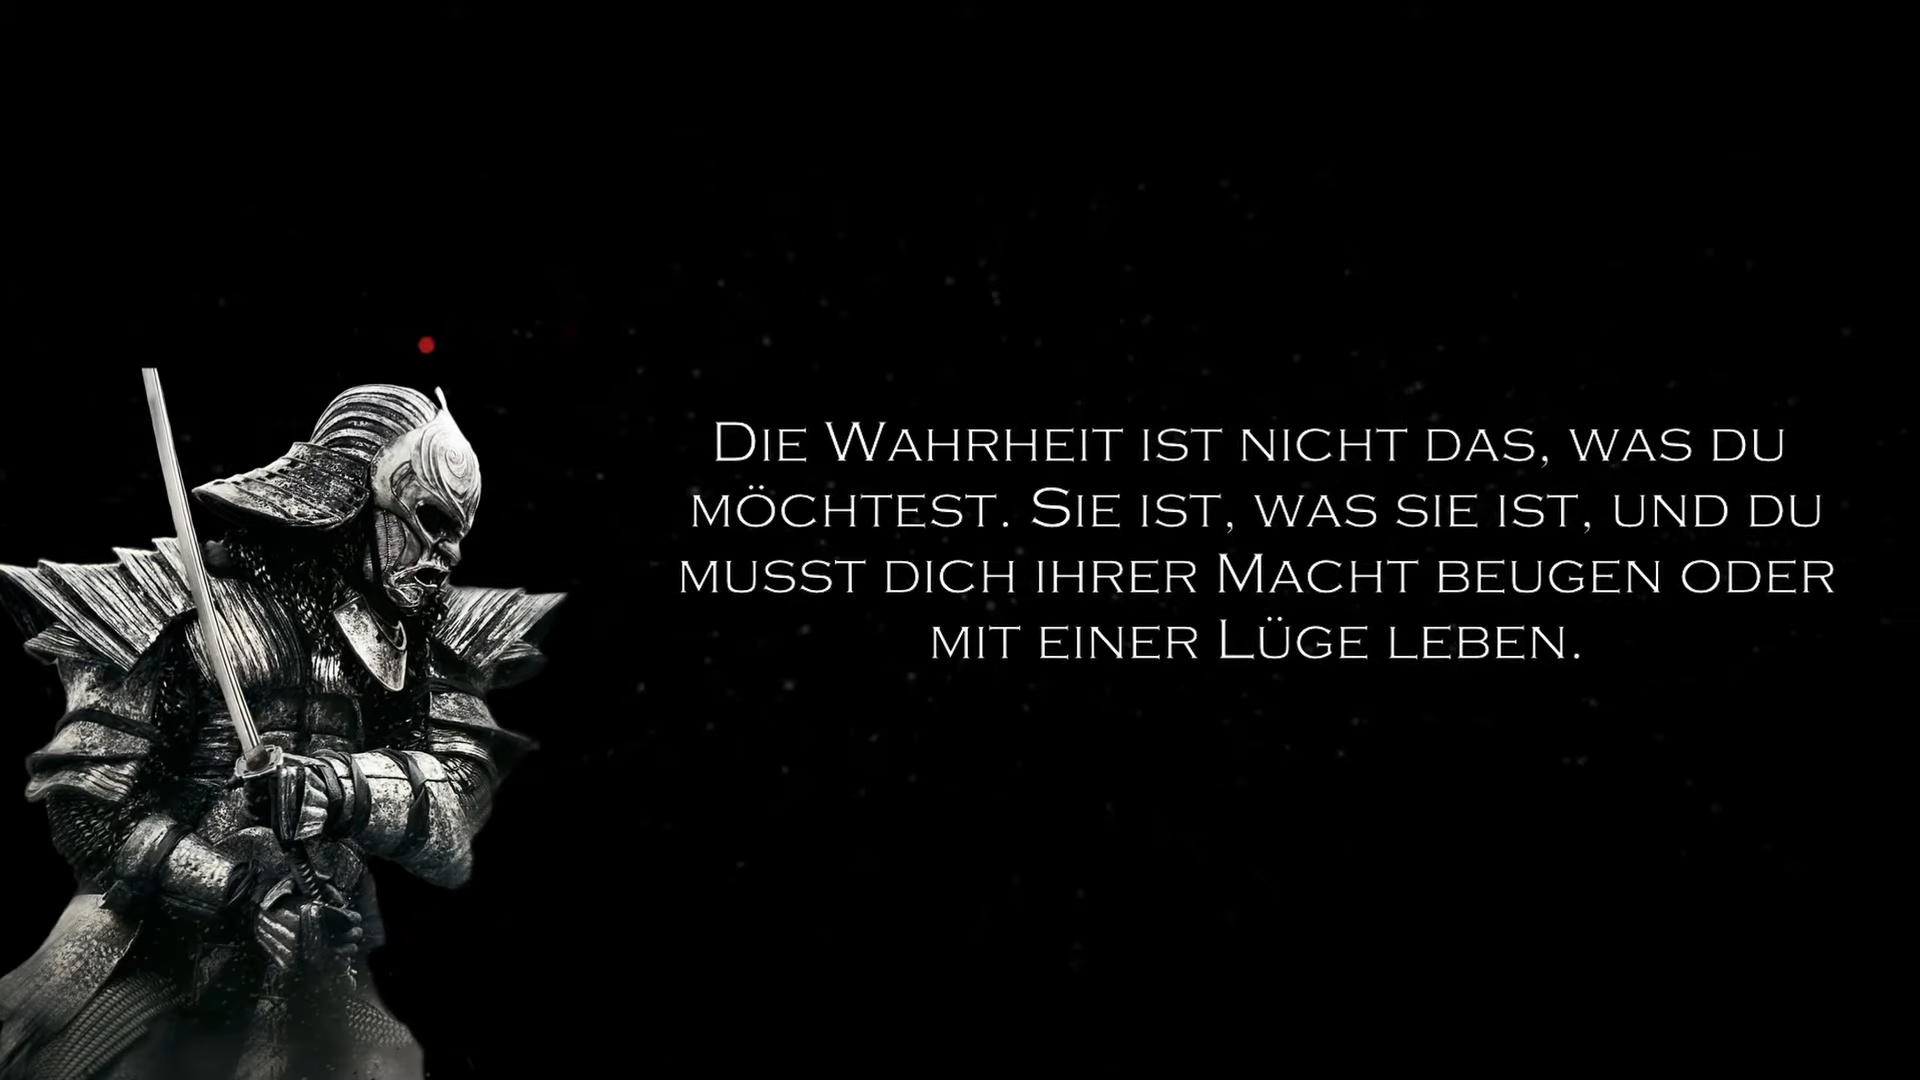 Die Wahrheit ist nicht das, was du
möchtest. Sie ist, was sie ist, und du
musst dich ihrer Macht beugen oder
mit einer Lüge leben.